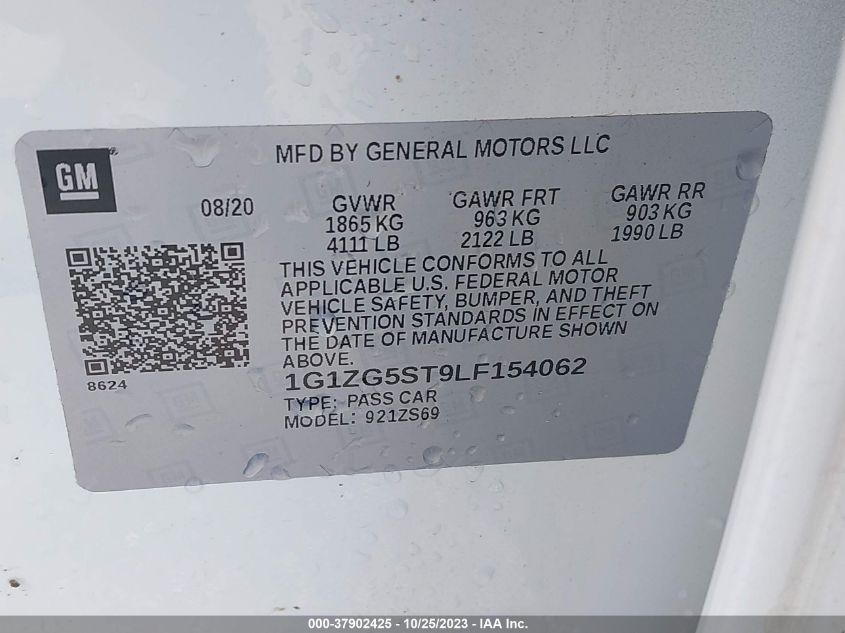 MFD BY GENERAL MOTORS LLC
GM®
08/20
GVWR
1865 KG
4111 LB
GAWR FRT
963 KG
2122 LB
GAWR RR
903 KG
1990 LB
THIS VEHICLE CONFORMS TO ALL
APPLICABLE U.S. FEDERAL MOTOR
VEHICLE SAFETY, BUMPER, AND THEFT
PREVENTION STANDARDS IN EFFECT ON
THE DATE OF MANUFACTURE SHOWN
ABOVE.
8624
1G1ZG5ST9LF154062
TYPE: PASS CAR
MODEL: 921ZS69
000-37902425 - 10/25/2023 - IAA Inc.